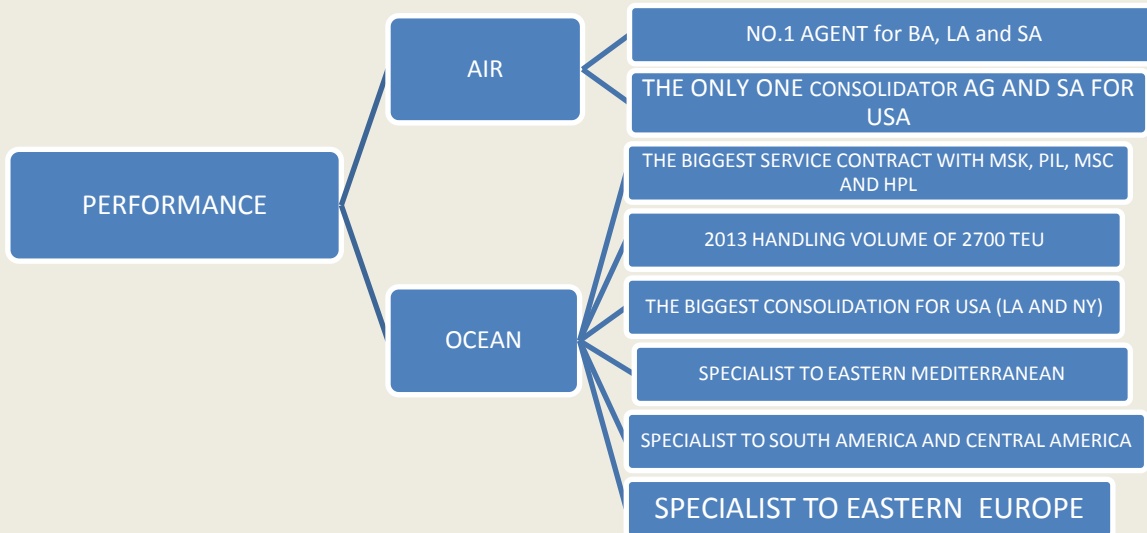 PERFORMANCE
AIR
NO.1 AGENT for BA, LA and SA
THE ONLY ONE CONSOLIDATOR AG AND SA FOR
USA
OCEAN
THE BIGGEST SERVICE CONTRACT WITH MSK, PIL, MSC
AND HPL
2013 HANDLING VOLUME OF 2700 TEU
THE BIGGEST CONSOLIDATION FOR USA (LA AND NY)
SPECIALIST TO EASTERN MEDITERRANEAN
SPECIALIST TO SOUTH AMERICA AND CENTRAL AMERICA
SPECIALIST TO EASTERN EUROPE